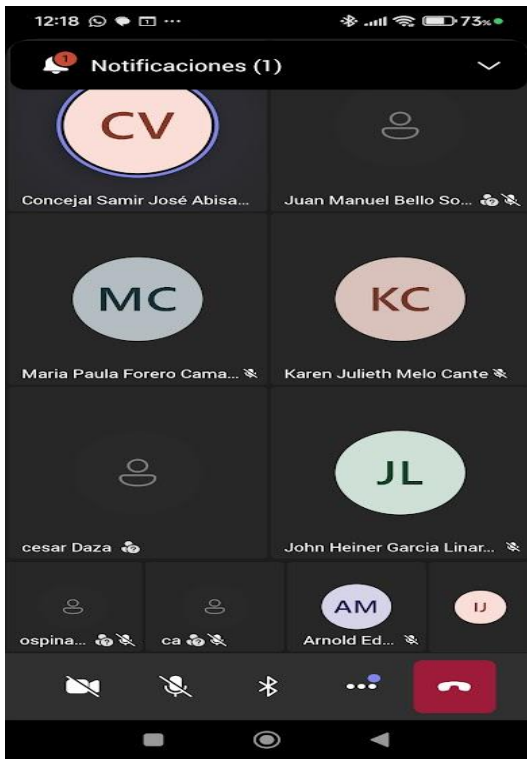 12:18 73%
1
Notificaciones (1)
CV
Concejal Samir José Abisa... Juan Manuel Bello So...
MC KC
Maria Paula Forero Cama... Karen Julieth Melo Cante
JL
cesar Daza John Heiner Garcia Linar...
AM IJ
ospina... ca Arnold Ed...